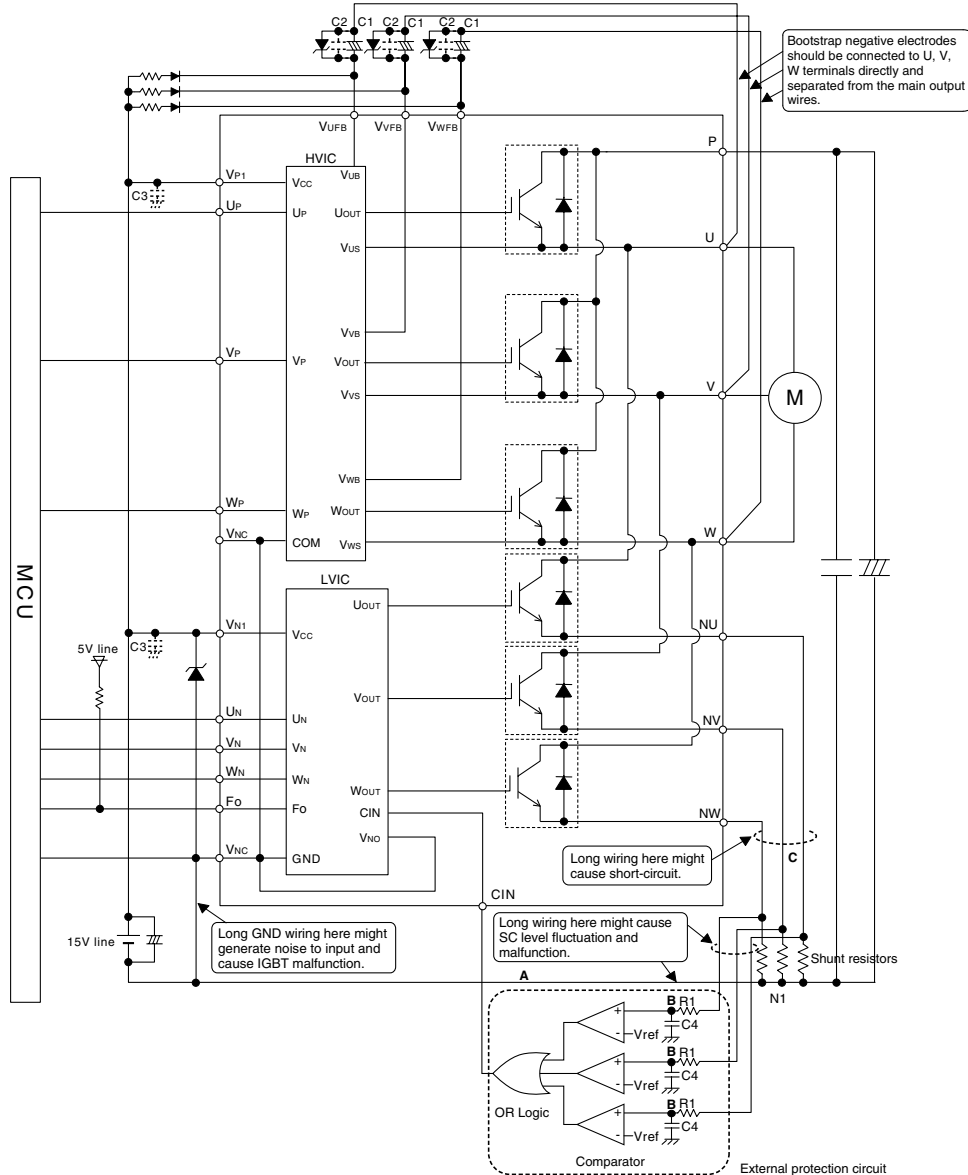 C2 C1 C2 C1 C2 C1
Bootstrap negative electrodes
should be connected to U, V,
W terminals directly and
separated from the main output
wires.
VUFB VVFB VWFB
P
HVIC
VP1
VCC
VUB
C3
UP
UP
UOUT
U
VUS
VVB
VP
VP
VOUT
V
VVS
M
VWB
WP
WP
WOUT
W
VNC
COM
VWS
MCU
LVIC
UOUT
NU
VN1
VCC
C3
5V line
VOUT
NV
UN
UN
VN
VN
WN
WN
WOUT
Fo
Fo
CIN
NW
VNO
VNC
GND
C
Long wiring here might
cause short-circuit.
CIN
15V line
Long GND wiring here might
generate noise to input and
cause IGBT malfunction.
Long wiring here might cause
SC level fluctuation and
malfunction.
Shunt resistors
A
N1
B R1
+
C4
-
Vref
B R1
+
C4
-
Vref
OR Logic
B R1
+
C4
-
Vref
Comparator
External protection circuit